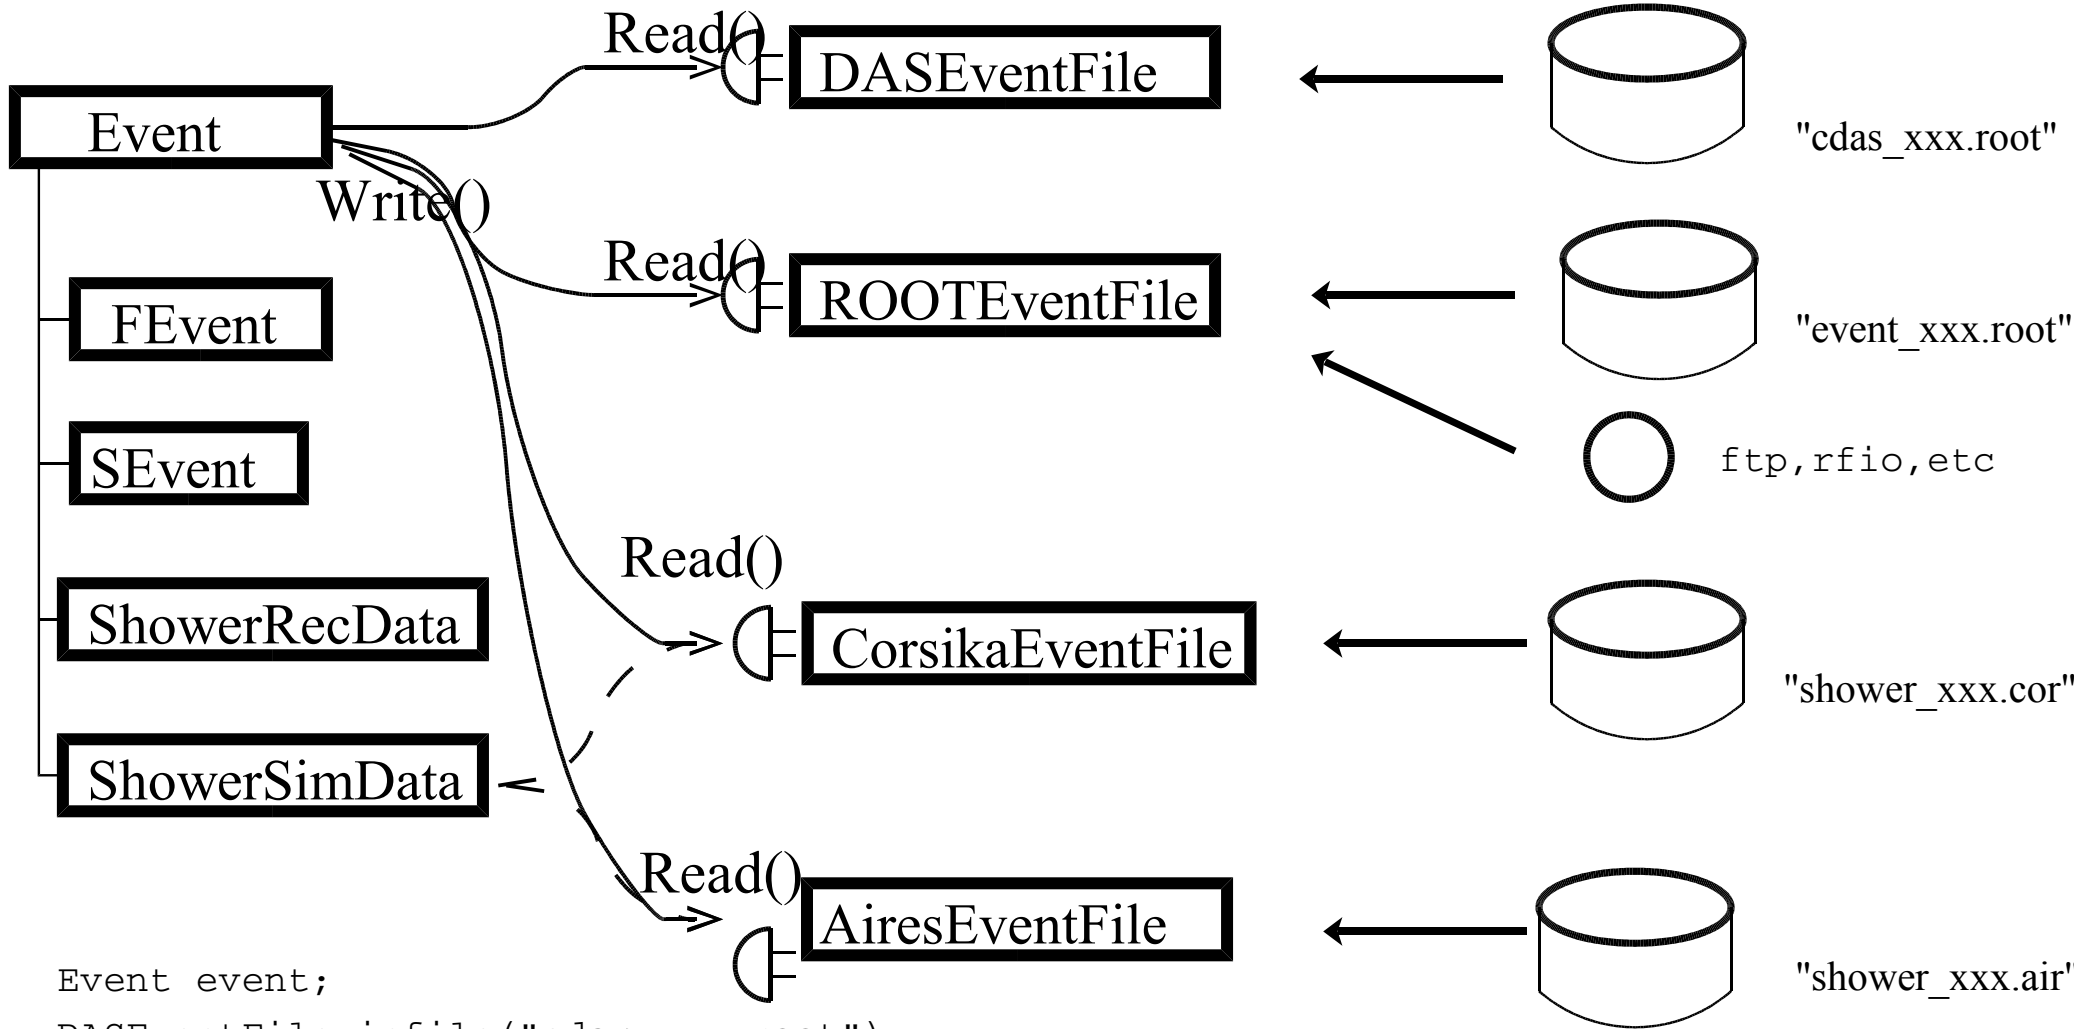 Read()
DASEventFile
Event
"cdas_xxx.root"
Write()
Read()
ROOTEventFile
"event_xxx.root"
FEvent
SEvent
ftp,rfio,etc
Read()
ShowerRecData
CorsikaEventFile
"shower_xxx.cor"
ShowerSimData
Read()
AiresEventFile
"shower_xxx.air"
Event event;